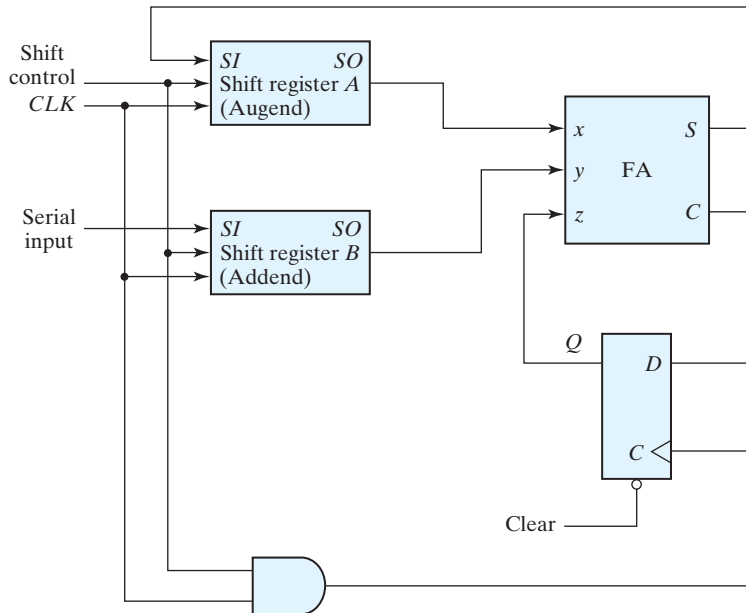 Shift
control
CLK
SI SO
Shift register A
(Augend)
x S
y FA
z C
Serial
input
SI SO
Shift register B
(Addend)
Q
D
C
Clear